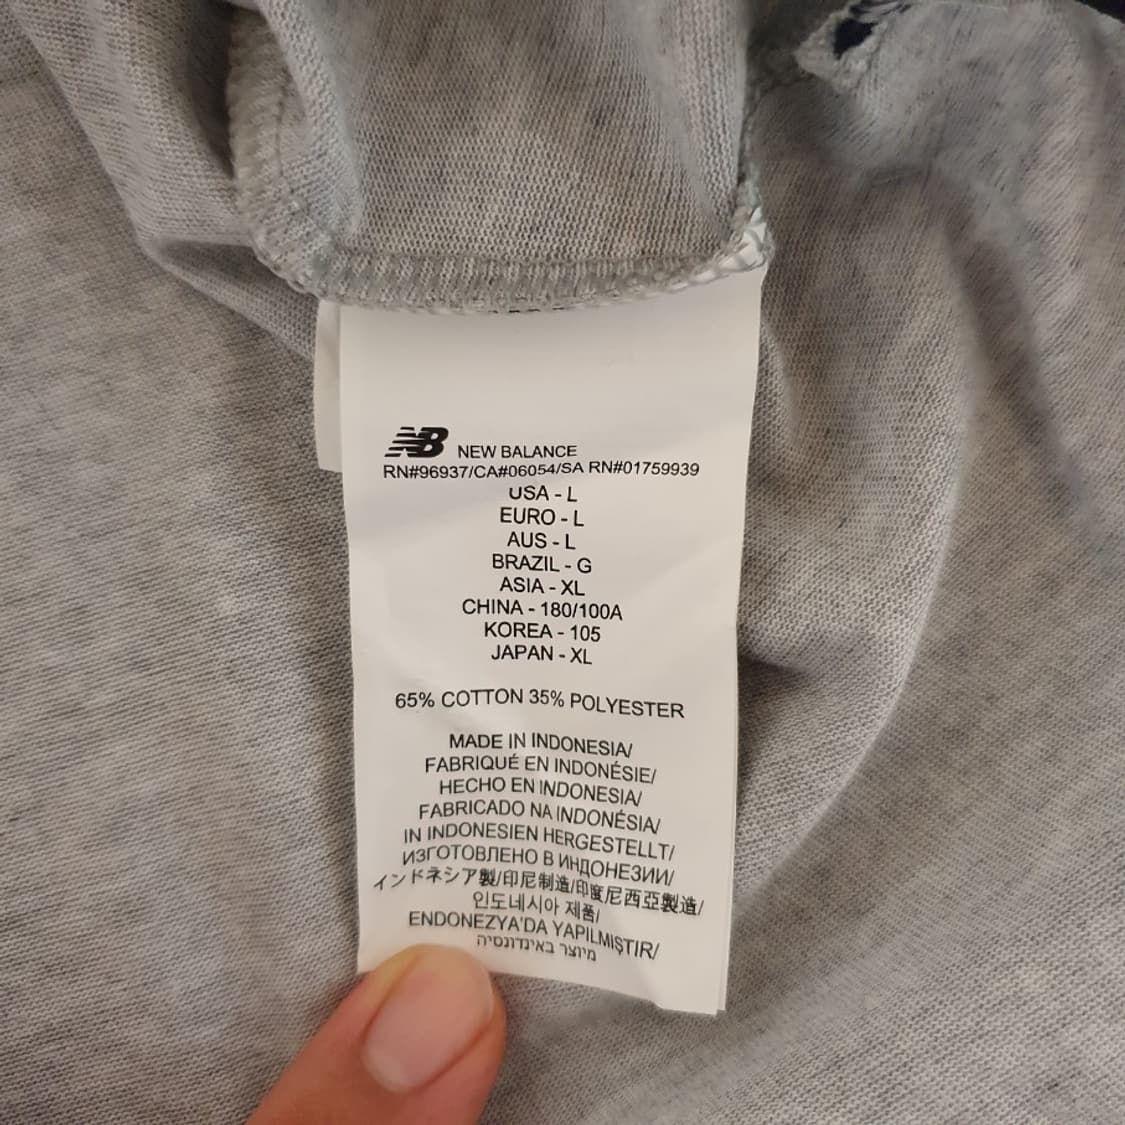 NB NEW BALANCE
RN#96937/CA#06054/SA RN#01759939
USA - L
EURO - L
AUS - L
BRAZIL - G
ASIA - XL
CHINA - 180/100A
KOREA - 105
JAPAN - XL
65% COTTON 35% POLYESTER
MADE IN INDONESIA/
FABRIQUÉ EN INDONÉSIE/
HECHO EN INDONESIA/
FABRICADO NA INDONÉSIA/
IN INDONESIEN HERGESTELLT/
ИЗГОТОВЛЕНО В ИНДОНЕЗИИ/
インドネシア製/印尼制造/印度尼西亞製造/
인도네시아 제품/
ENDONEZYA'DA YAPILMIŞTIR/
מיוצר באינדונסיה